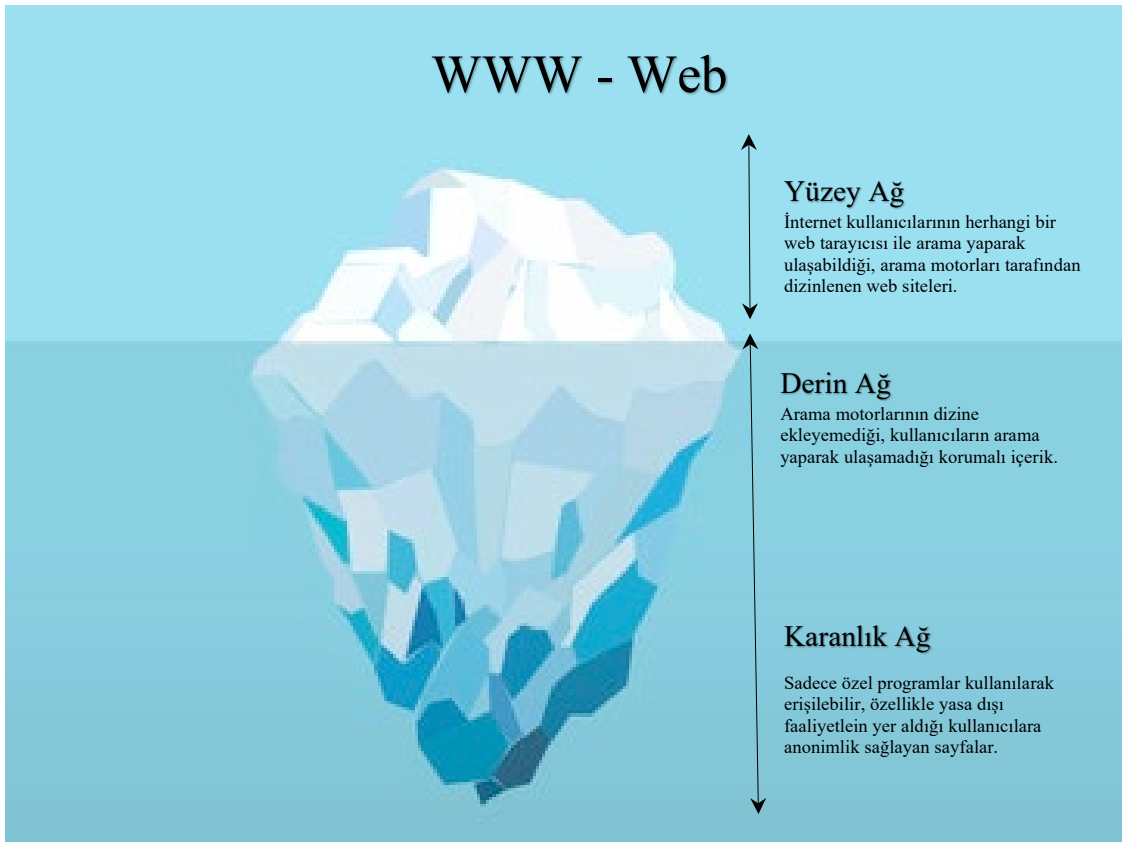 WWW - Web
Yüzey Ağ
İnternet kullanıcılarının herhangi bir
web tarayıcısı ile arama yaparak
ulaşabildiği, arama motorları tarafından
dizinlenen web siteleri.
Derin Ağ
Arama motorlarının dizine
ekleyemediği, kullanıcıların arama
yaparak ulaşamadığı korumalı içerik.
Karanlık Ağ
Sadece özel programlar kullanılarak
erişilebilir, özellikle yasa dışı
faaliyetlein yer aldığı kullanıcılara
anonimlik sağlayan sayfalar.